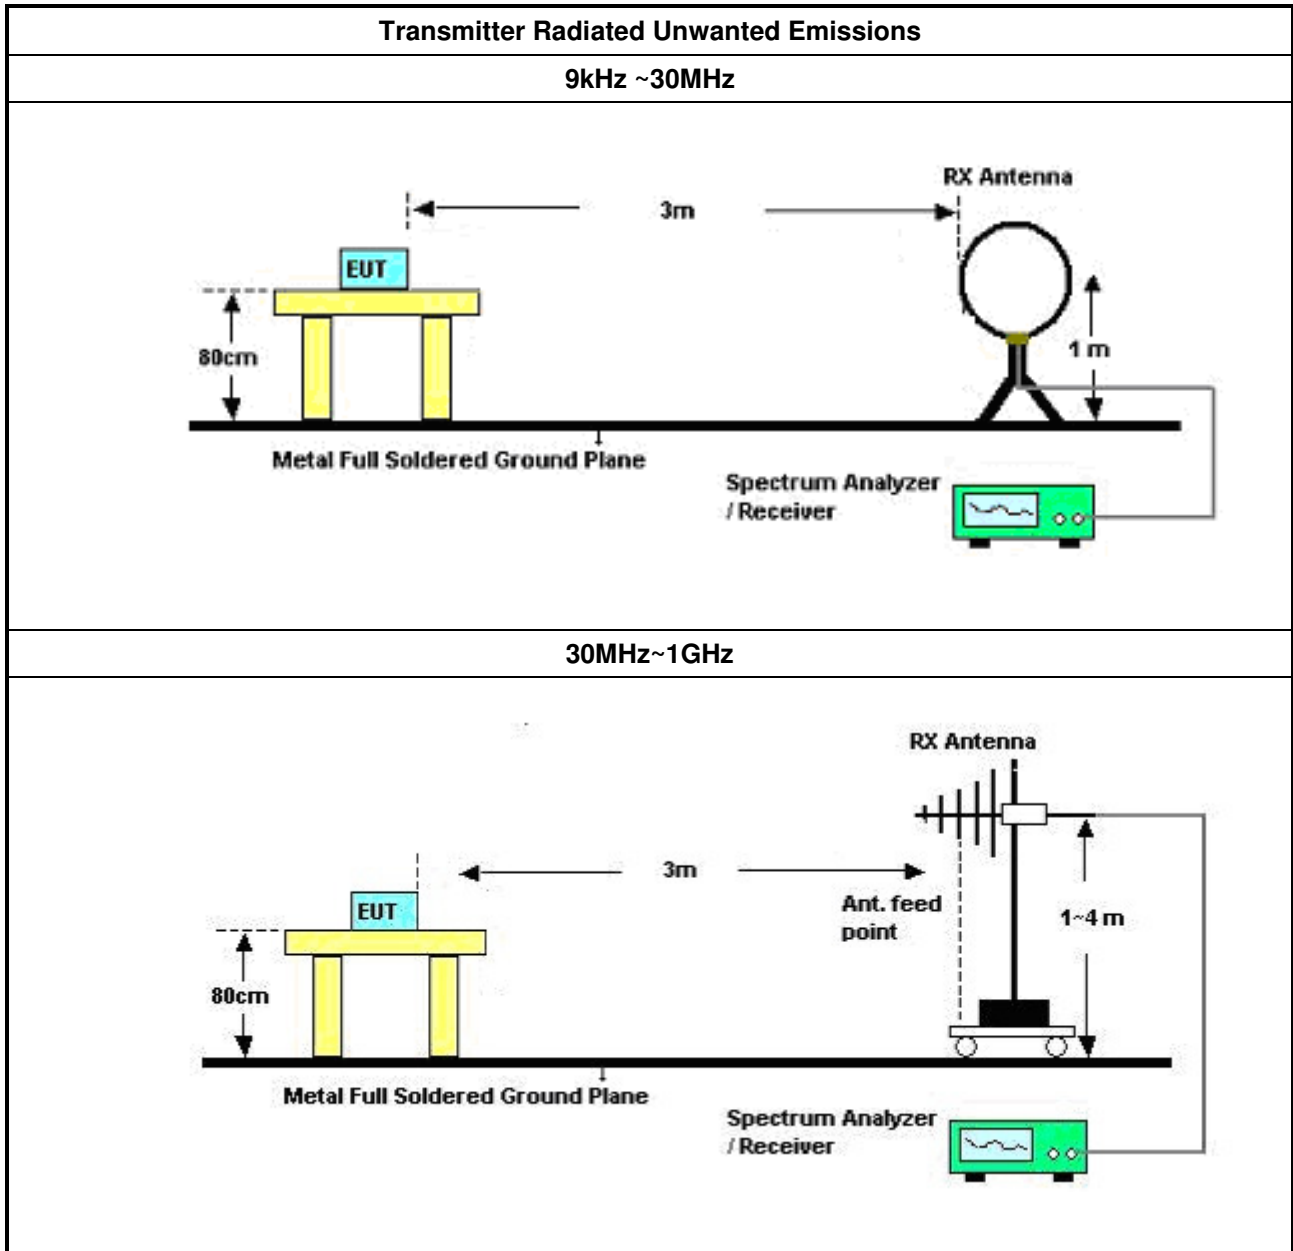 Transmitter Radiated Unwanted Emissions
9kHz ~30MHz
RX Antenna
3m
EUT
80cm
1 m
Metal Full Soldered Ground Plane
Spectrum Analyzer
/ Receiver
30MHz~1GHz
RX Antenna
3m
EUT
Ant. feed
point
1~4 m
80cm
Metal Full Soldered Ground Plane
Spectrum Analyzer
/ Receiver